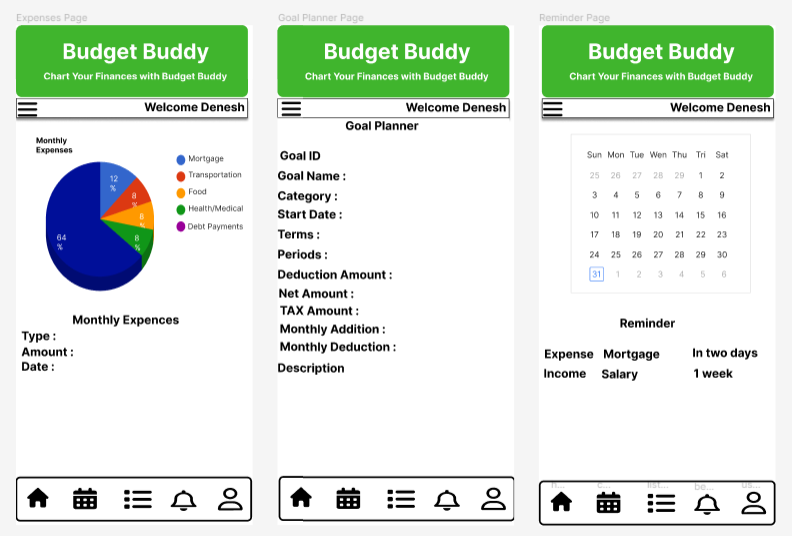 Expenses Page
Budget Buddy
Chart Your Finances with Budget Buddy
Welcome Denesh
Monthly
Expenses
12
%
8
%
8
%
8
%
64
%
Mortgage
Transportation
Food
Health/Medical
Debt Payments
Monthly Expences
Type :
Amount :
Date :
Goal Planner Page
Budget Buddy
Chart Your Finances with Budget Buddy
Welcome Denesh
Goal Planner
Goal ID
Goal Name :
Category :
Start Date :
Terms :
Periods :
Deduction Amount :
Net Amount :
TAX Amount :
Monthly Addition :
Monthly Deduction :
Description
Reminder Page
Budget Buddy
Chart Your Finances with Budget Buddy
Welcome Denesh
Sun Mon Tue Wen Thu Tri Sat
25 26 27 28 29 1 2
3 4 5 6 7 8 9
10 11 12 13 14 15 16
17 18 19 20 21 22 23
24 25 26 27 28 29 30
31 1 2 3 4 5 6
Reminder
Expense Mortgage In two days
Income Salary 1 week
h... c... list... be... us...